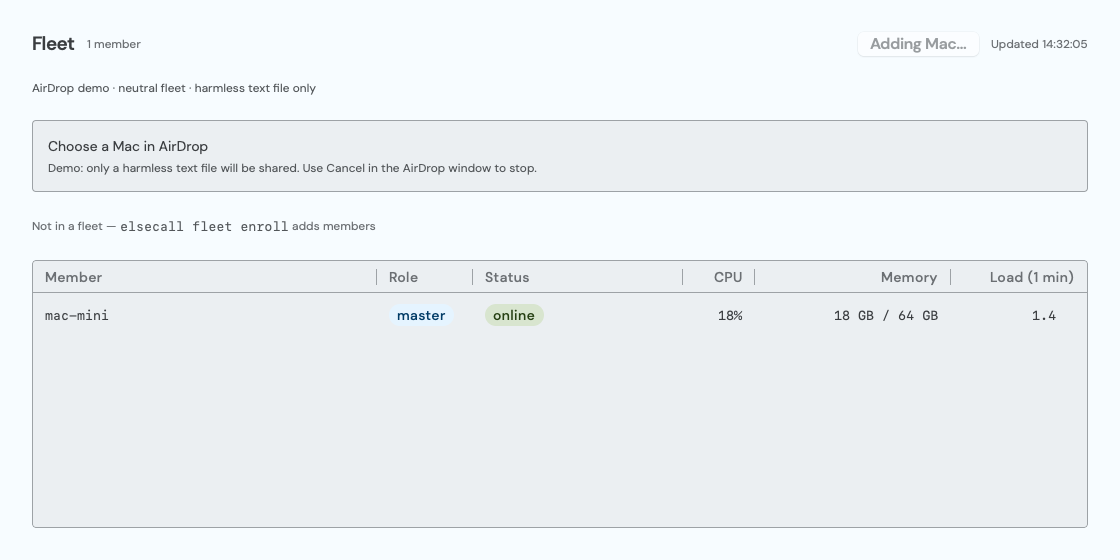 Fleet 1 member Adding Mac... Updated 14:32:05
AirDrop demo · neutral fleet · harmless text file only
Choose a Mac in AirDrop
Demo: only a harmless text file will be shared. Use Cancel in the AirDrop window to stop.
Not in a fleet — elsecall fleet enroll adds members
Member Role Status CPU Memory Load (1 min)
mac-mini master online 18% 18 GB / 64 GB 1.4